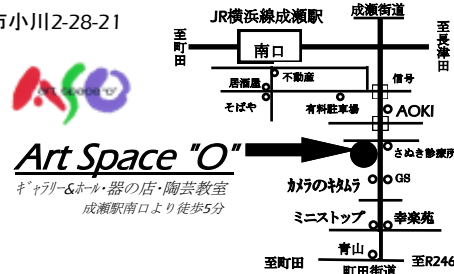 市小川2-28-21
JR横浜線成瀬駅
成瀬街道
至町田
南口
至長津田
居酒屋
不動産
信号
そばや
有料駐車場
AOKI
art space "o"
Art Space "O"
さぬき診療所
ギャラリー&ホール・器の店・陶芸教室
カメラのキタムラ
GS
成瀬駅南口より徒歩5分
ミニストップ
幸楽苑
青山
至町田
町田街道
至R246